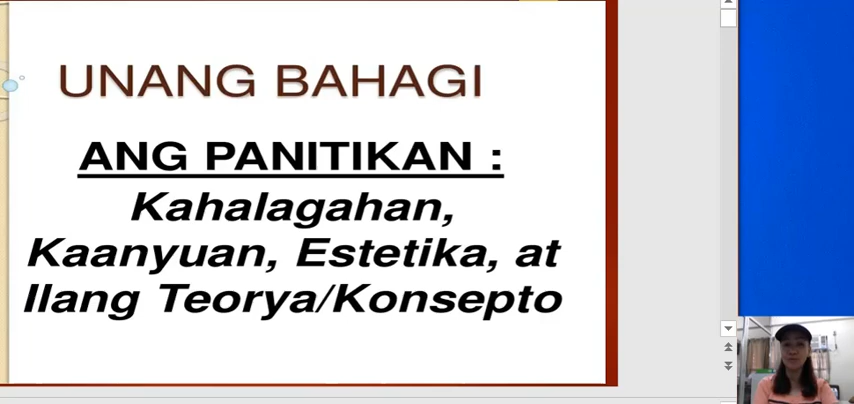 UNANG BAHAGI
ANG PANITIKAN :
Kahalagahan,
Kaanyuan, Estetika, at
Ilang Teorya/Konsepto